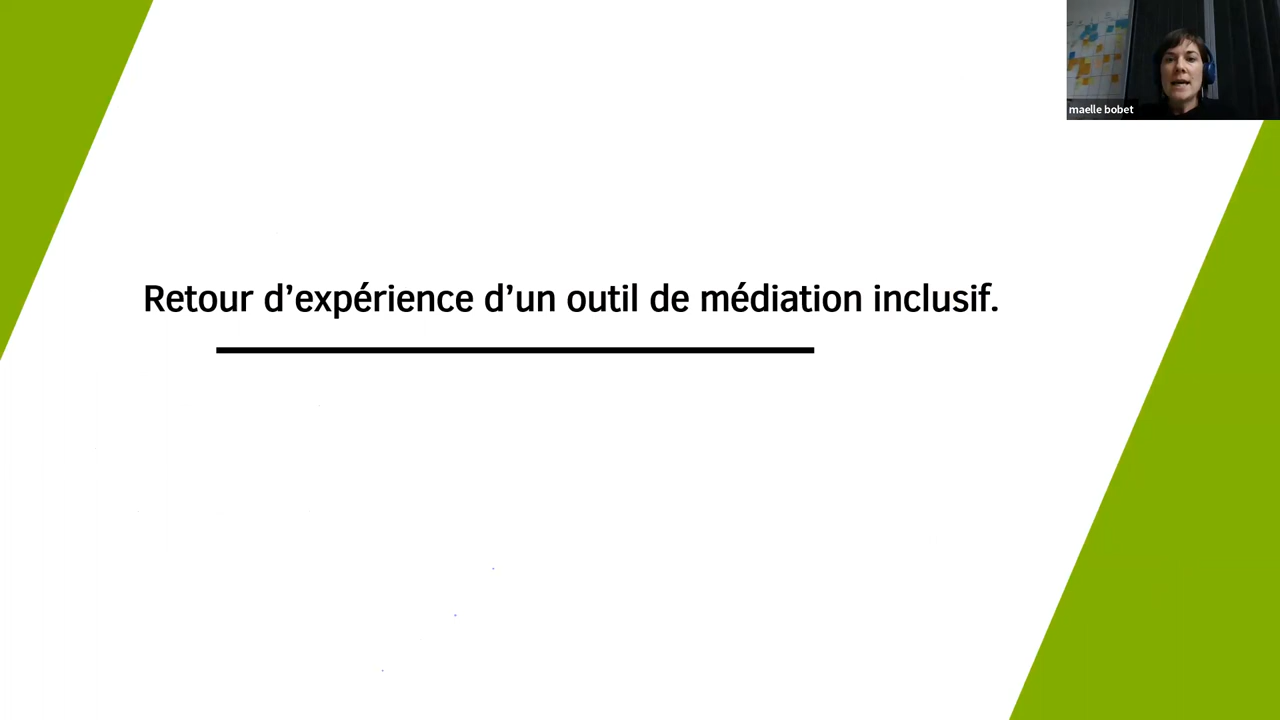 maelle bobet
Retour d’expérience d’un outil de médiation inclusif.